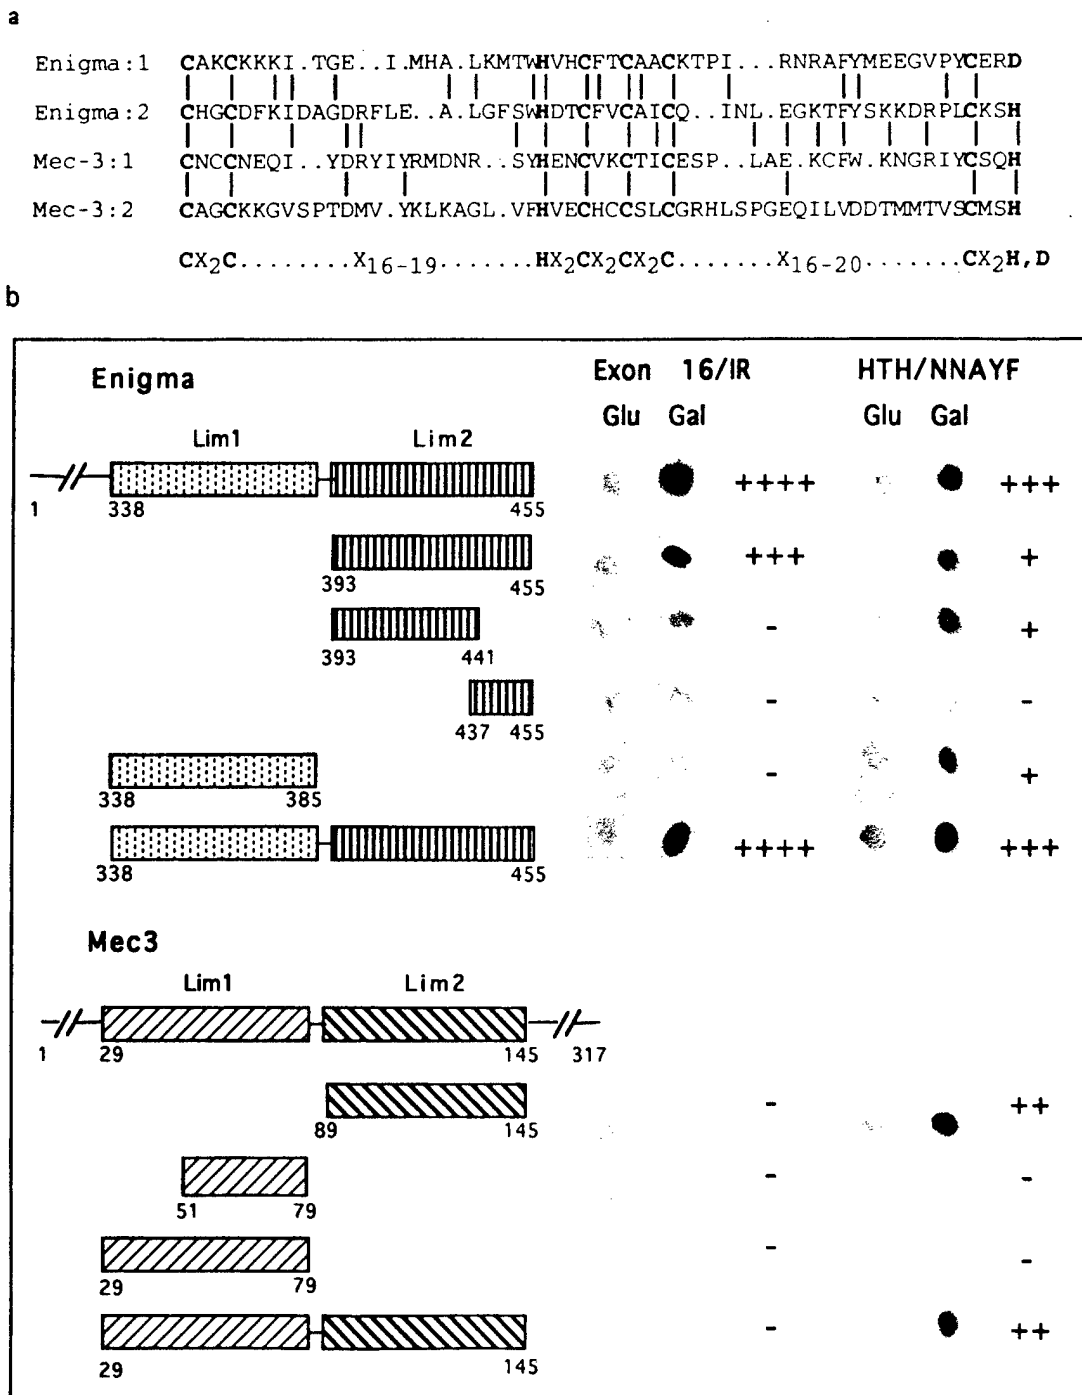 a
Enigma:1 CAKCKKKI.TGE..I.MHA.LKMTWHVHCFTCAACKTPI...RNRAFYMEEGVPYCERD
Enigma:2 CHGCDFKIDAGDRFLE..A.LGFSWHDTCFVCAICQ..INL.EGKTFYSKKDRPLCKSH
Mec-3:1 CNCCNEQI..YDRYIYRMDNR..SYHENCVKCTICESP..LAE.KCFW.KNGRIYCSQH
Mec-3:2 CAGCKKGVSPTDMV.YKLKAGL.VFHVECHCCSLCGRHLSPGEQILVDDTMMTVSCMSH
CX2C........X16-19.......HX2CX2CX2C.......X16-20.......CX2H,D
b
Enigma Exon 16/IR HTH/NNAYF
Glu Gal Glu Gal
Lim1 Lim2
++++ +++
1 338 455
+++ +
393 455
- +
393 441
- -
437 455
- +
338 385
++++ +++
338 455
Mec3
Lim1 Lim2
1 29 145 317
- ++
89 145
- -
51 79
- -
29 79
- ++
29 145